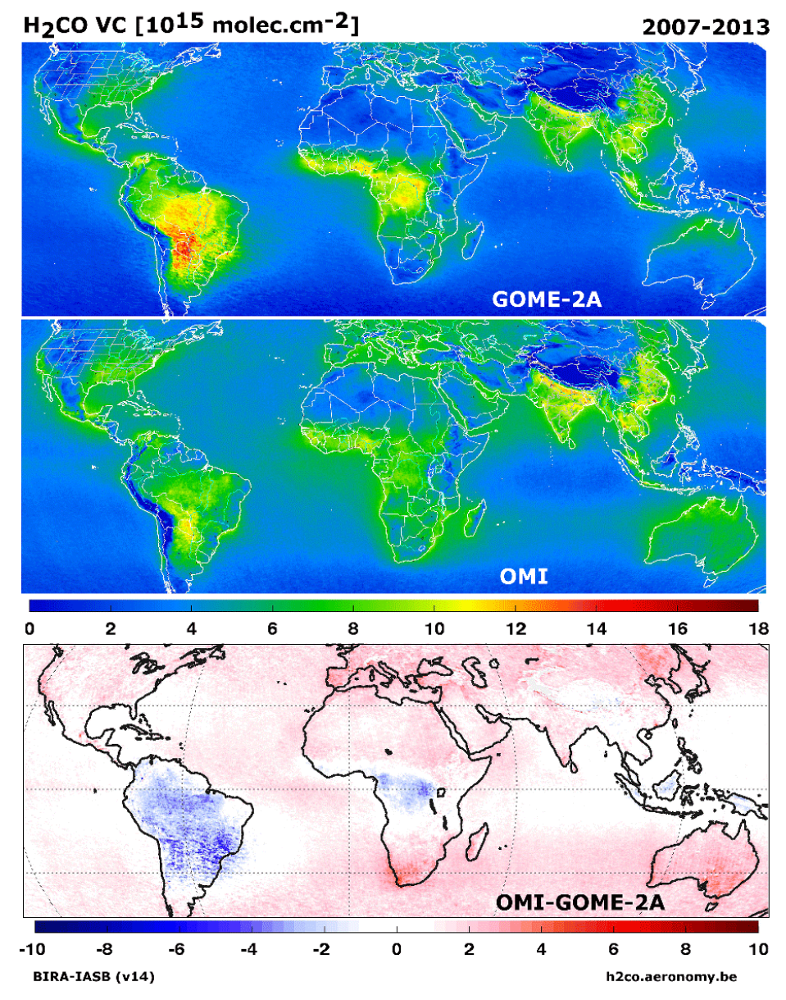 H₂CO VC [10¹⁵ molec.cm⁻²] 2007-2013
GOME-2A
OMI
0 2 4 6 8 10 12 14 16 18
OMI-GOME-2A
-10 -8 -6 -4 -2 0 2 4 6 8 10
BIRA-IASB (v14) h2co.aeronomy.be